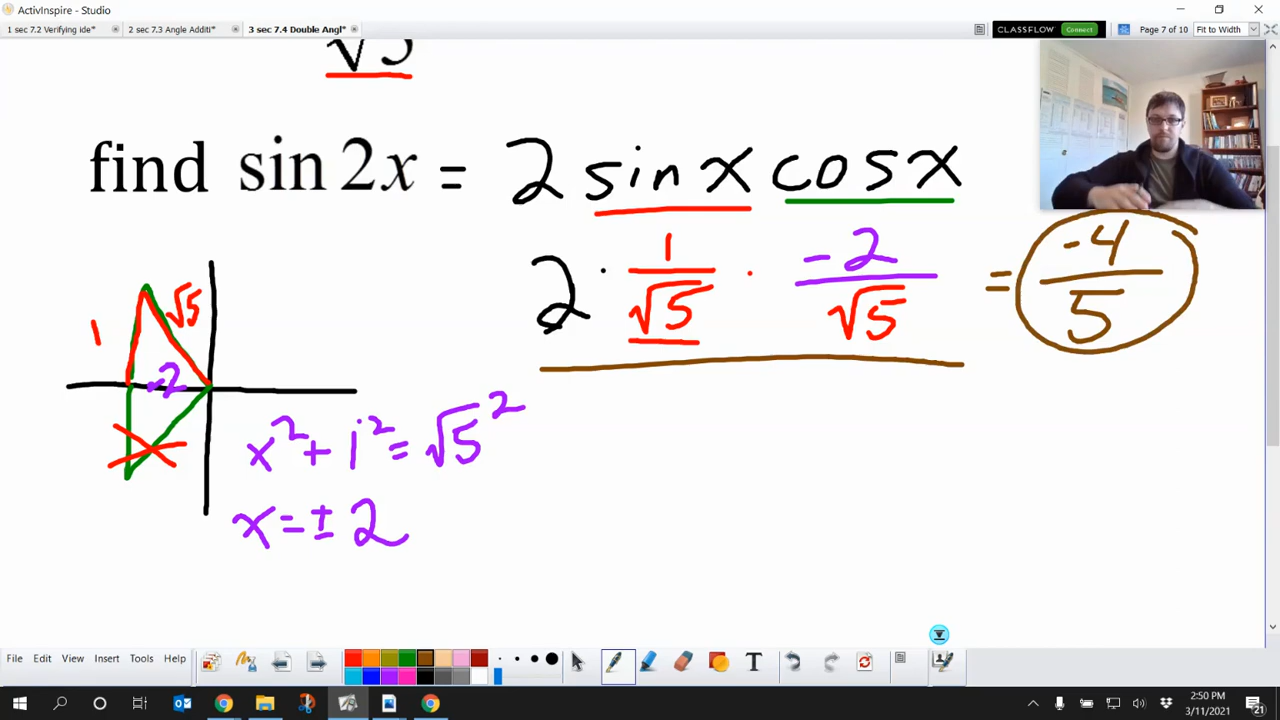 ActivInspire - Studio
1 sec 7.2 Verifying ide*
2 sec 7.3 Angle Additi*
3 sec 7.4 Double Angl*
CLASSFLOW Connect
Page 7 of 10
Fit to Width
√5
find sin 2x = 2 sin x cos x
2 · 1/√5 · -2/√5 = -4/5
1
√5
-2
x² + 1² = √5²
x = ± 2
File Edit View Insert Tools Help
T
2:50 PM
3/11/2021
21